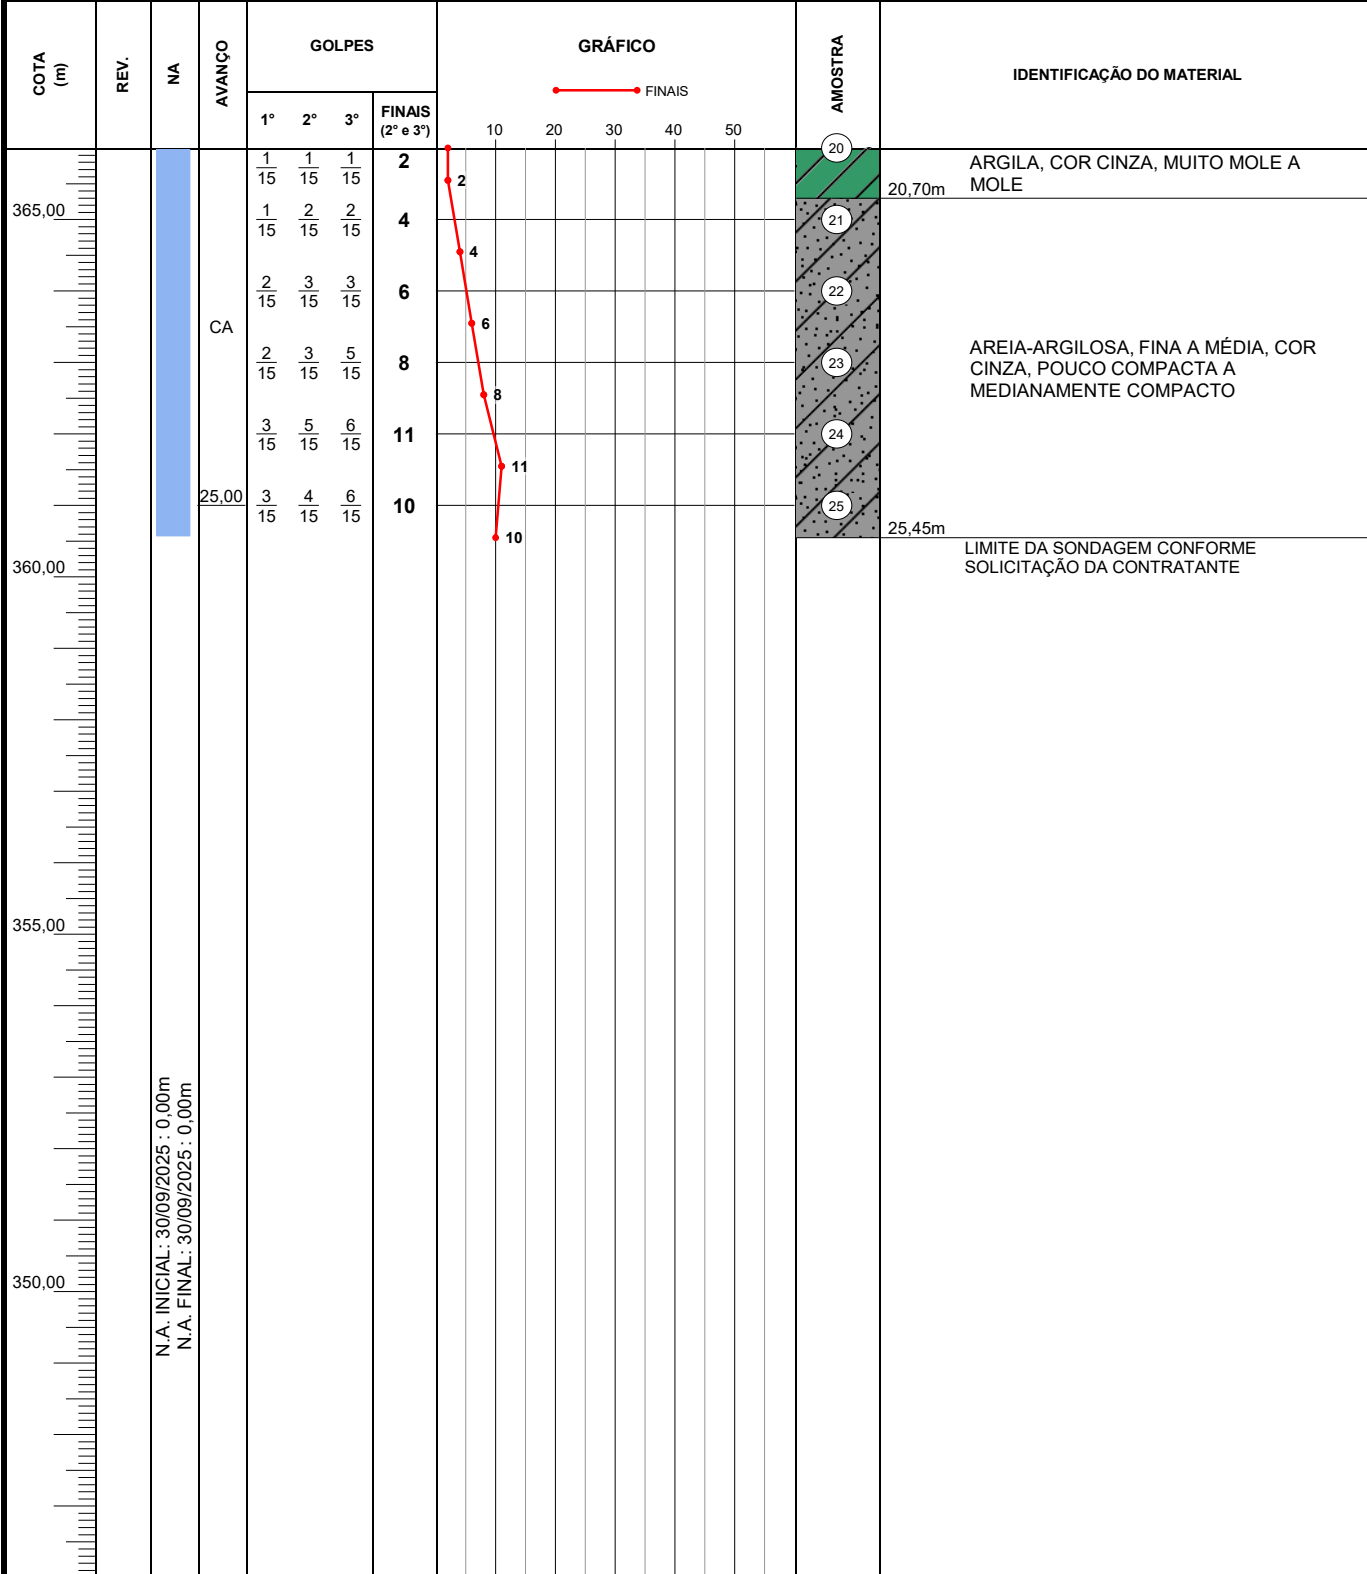 COTA (m)
REV.
NA
AVANÇO
GOLPES
1° 2° 3° FINAIS (2° e 3°)
GRÁFICO
FINAIS
10 20 30 40 50
AMOSTRA
IDENTIFICAÇÃO DO MATERIAL
1/15 1/15 1/15 2
2
20
ARGILA, COR CINZA, MUITO MOLE A
MOLE
20,70m
365,00
1/15 2/15 2/15 4
4
21
2/15 3/15 3/15 6
6
22
CA
2/15 3/15 5/15 8
8
23
AREIA-ARGILOSA, FINA A MÉDIA, COR
CINZA, POUCO COMPACTA A
MEDIANAMENTE COMPACTO
3/15 5/15 6/15 11
11
24
25,00
3/15 4/15 6/15 10
10
25
25,45m
LIMITE DA SONDAGEM CONFORME
SOLICITAÇÃO DA CONTRATANTE
360,00
355,00
350,00
N.A. INICIAL: 30/09/2025 : 0,00m
N.A. FINAL: 30/09/2025 : 0,00m